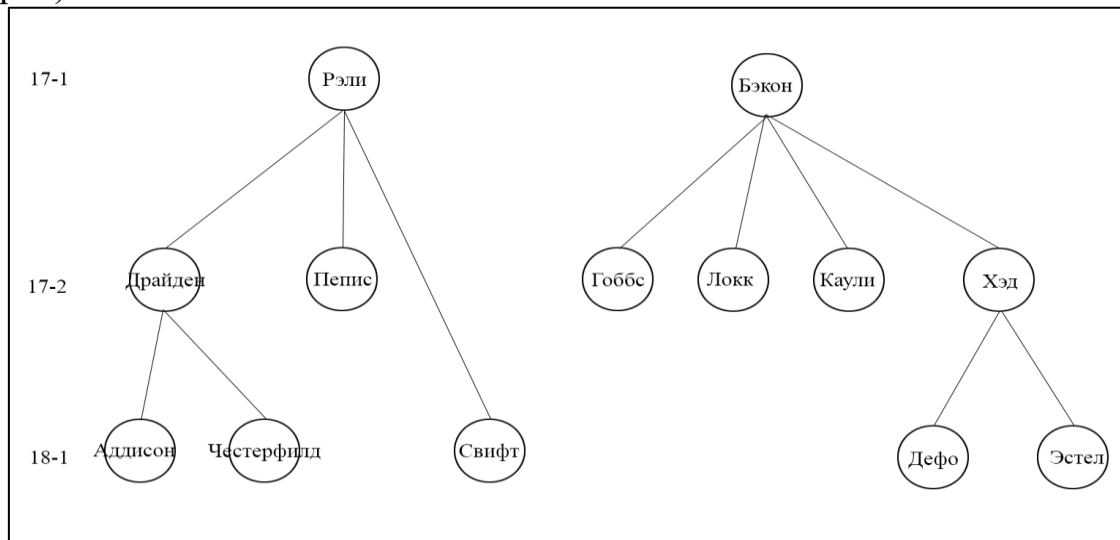 17-1 Рэли Бэкон
17-2 Драйден Пепис Гоббс Локк Каули Хэд
18-1 Аддисон Честерфилд Свифт Дефо Эстел